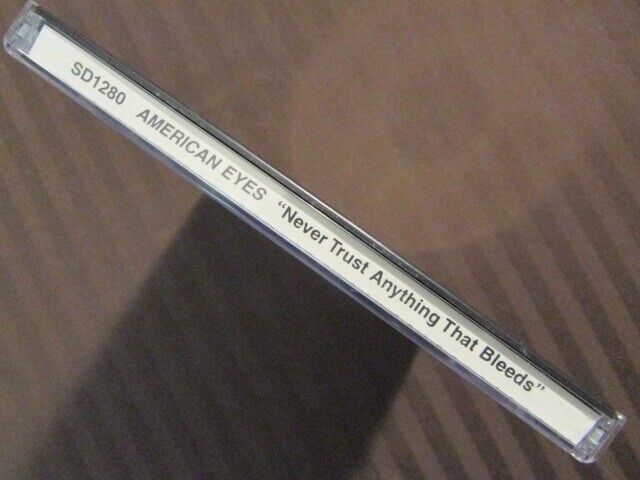 SD1280 AMERICAN EYES “Never Trust Anything That Bleeds”